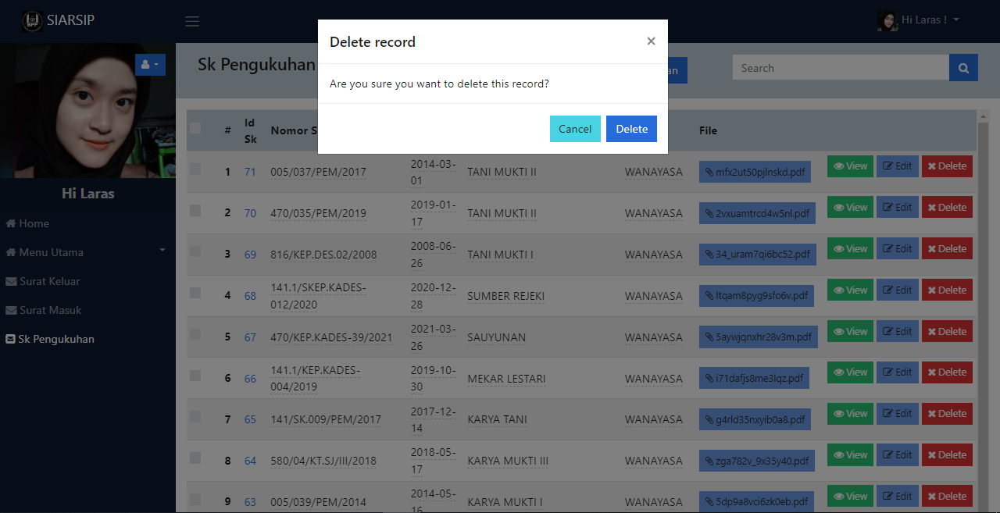 SIARSIP
Hi Laras !
Delete record
×
Are you sure you want to delete this record?
Cancel
Delete
Hi Laras
Home
Menu Utama
Surat Keluar
Surat Masuk
Sk Pengukuhan
Sk Pengukuhan
an
Search
#
Id
Sk
Nomor S
File
1 71 005/037/PEM/2017 2014-03-
01 TANI MUKTI II WANAYASA mfx2ut50pjlnskd.pdf View Edit Delete
2 70 470/035/PEM/2019 2019-01-
17 TANI MUKTI II WANAYASA 2vxuamtrcd4w5nl.pdf View Edit Delete
3 69 816/KEP.DES.02/2008 2008-06-
26 TANI MUKTI I WANAYASA 34_uram7qi6bc52.pdf View Edit Delete
4 68 141.1/SKEP.KADES-
012/2020 2020-12-
28 SUMBER REJEKI WANAYASA ltqam8pyg9sfo6v.pdf View Edit Delete
5 67 470/KEP.KADES-39/2021 2021-03-
26 SAUYUNAN WANAYASA 5aywjqnxhr28v3m.pdf View Edit Delete
6 66 141.1/KEP.KADES-
004/2019 2019-10-
30 MEKAR LESTARI WANAYASA i71dafjs8me3lqz.pdf View Edit Delete
7 65 141/SK.009/PEM/2017 2017-12-
14 KARYA TANI WANAYASA g4rld35nxyib0a8.pdf View Edit Delete
8 64 580/04/KT.SJ/III/2018 2018-05-
17 KARYA MUKTI III WANAYASA zga782v_9x35y40.pdf View Edit Delete
9 63 005/039/PEM/2014 2014-05-
16 KARYA MUKTI I WANAYASA 5dp9a8vci6zk0eb.pdf View Edit Delete